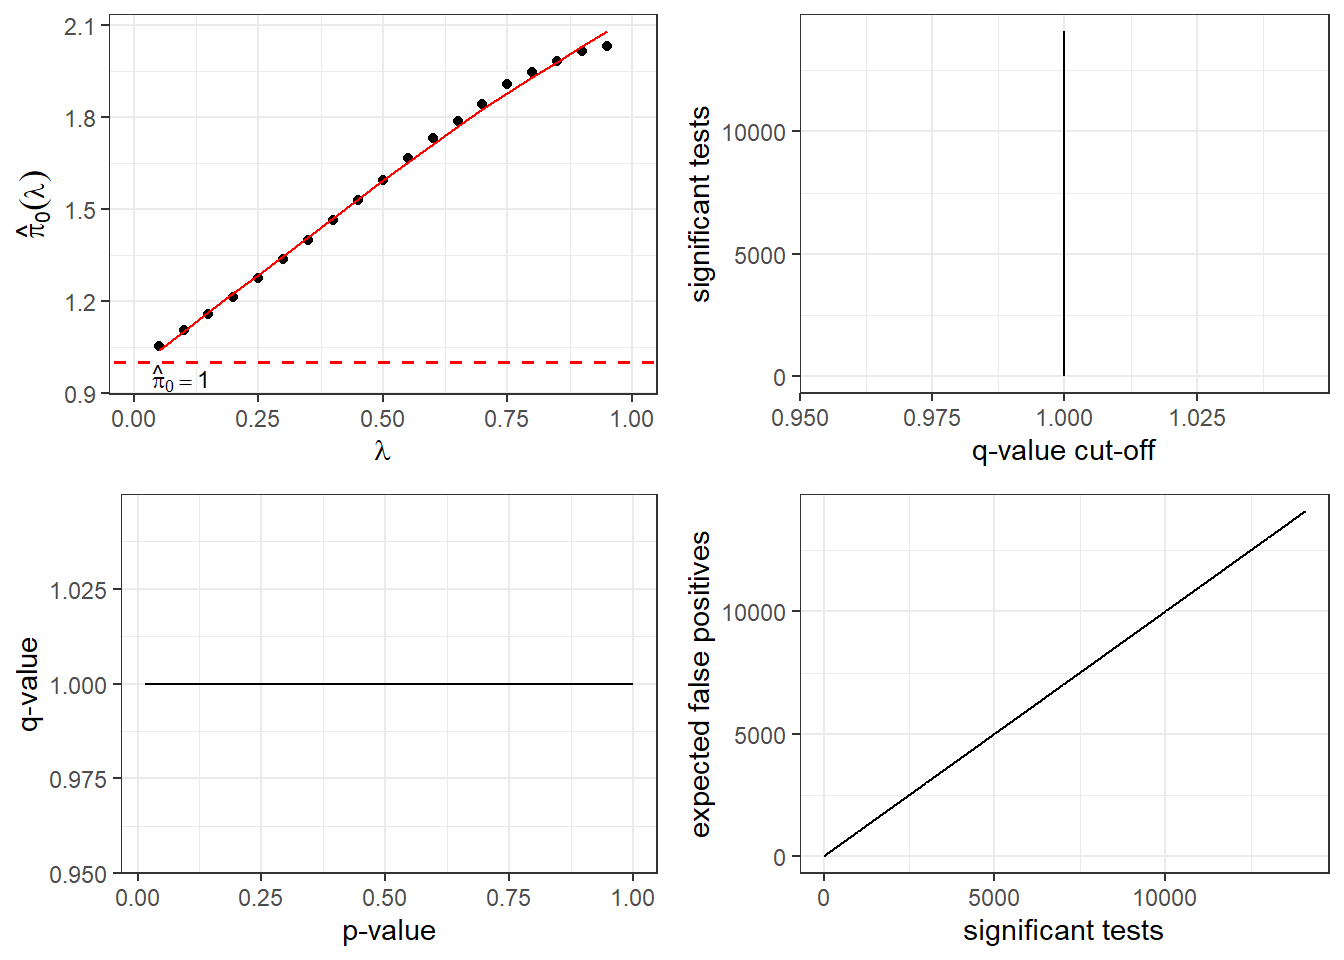 2.1
1.8
1.5
1.2
0.9
π̂₀(λ)
π̂₀ = 1
0.00 0.25 0.50 0.75 1.00
λ
10000
5000
0
significant tests
0.950 0.975 1.000 1.025
q-value cut-off
1.025
1.000
0.975
0.950
q-value
0.00 0.25 0.50 0.75 1.00
p-value
10000
5000
0
expected false positives
0 5000 10000
significant tests